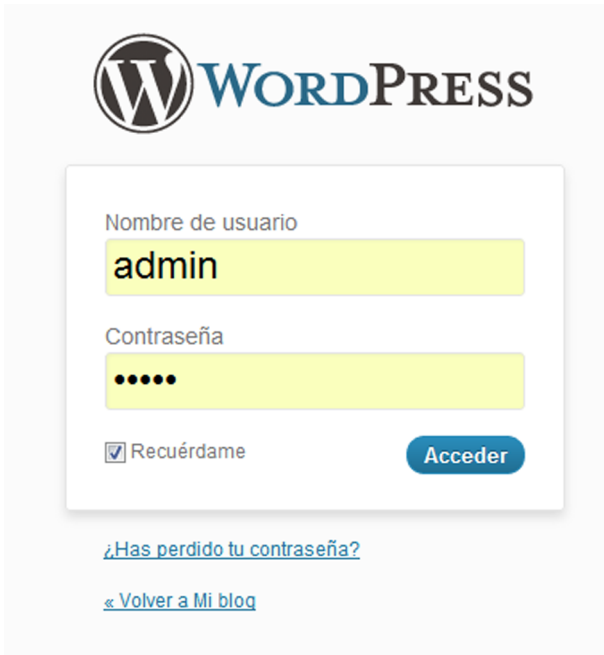 WORDPRESS
Nombre de usuario
admin
Contraseña
•••••
Recuérdame
Acceder
¿Has perdido tu contraseña?
« Volver a Mi blog